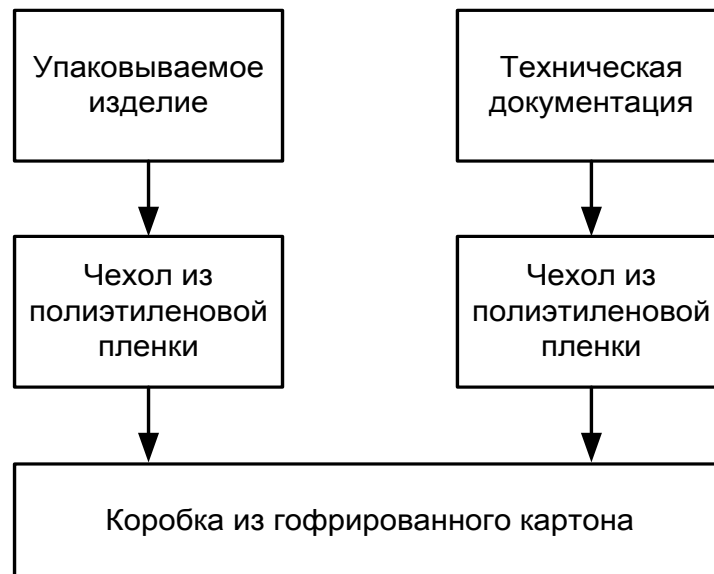 Упаковываемое
изделие
Техническая
документация
Чехол из
полиэтиленовой
пленки
Чехол из
полиэтиленовой
пленки
Коробка из гофрированного картона